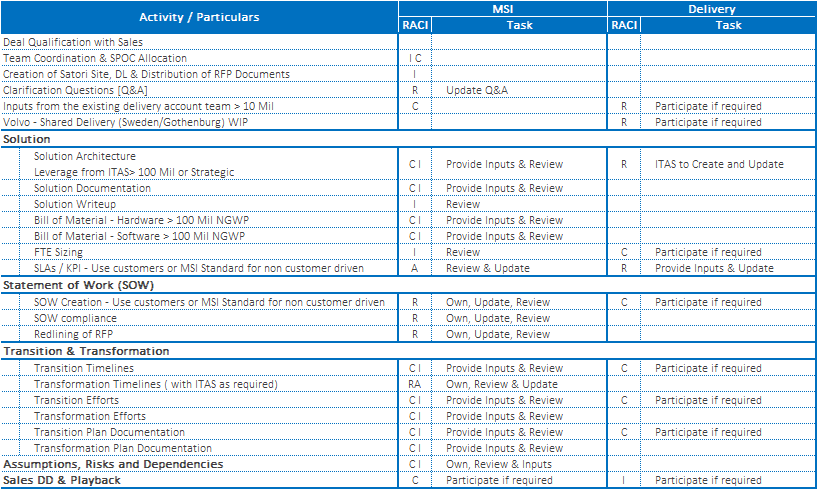 Activity / Particulars MSI Delivery
RACI Task RACI Task
Deal Qualification with Sales
Team Coordination & SPOC Allocation I C
Creation of Satori Site, DL & Distribution of RFP Documents I
Clarification Questions [Q&A] R Update Q&A
Inputs from the existing delivery account team > 10 Mil C R Participate if required
Volvo - Shared Delivery (Sweden/Gothenburg) WIP R Participate if required
Solution
Solution Architecture
Leverage from ITAS> 100 Mil or Strategic C I Provide Inputs & Review R ITAS to Create and Update
Solution Documentation C I Provide Inputs & Review
Solution Writeup I Review
Bill of Material - Hardware > 100 Mil NGWP C I Provide Inputs & Review
Bill of Material - Software > 100 Mil NGWP C I Provide Inputs & Review
FTE Sizing I Review C Participate if required
SLAs / KPI - Use customers or MSI Standard for non customer driven A Review & Update R Provide Inputs & Update
Statement of Work (SOW)
SOW Creation - Use customers or MSI Standard for non customer driven R Own, Update, Review C Participate if required
SOW compliance R Own, Update, Review
Redlining of RFP R Own, Update, Review
Transition & Transformation
Transition Timelines C I Provide Inputs & Review C Participate if required
Transformation Timelines ( with ITAS as required) RA Own, Review & Update
Transition Efforts C I Provide Inputs & Review C Participate if required
Transformation Efforts C I Provide Inputs & Review
Transition Plan Documentation C I Provide Inputs & Review C Participate if required
Transformation Plan Documentation C I Provide Inputs & Review
Assumptions, Risks and Dependencies C I Own, Review & Inputs
Sales DD & Playback C Participate if required I Participate if required